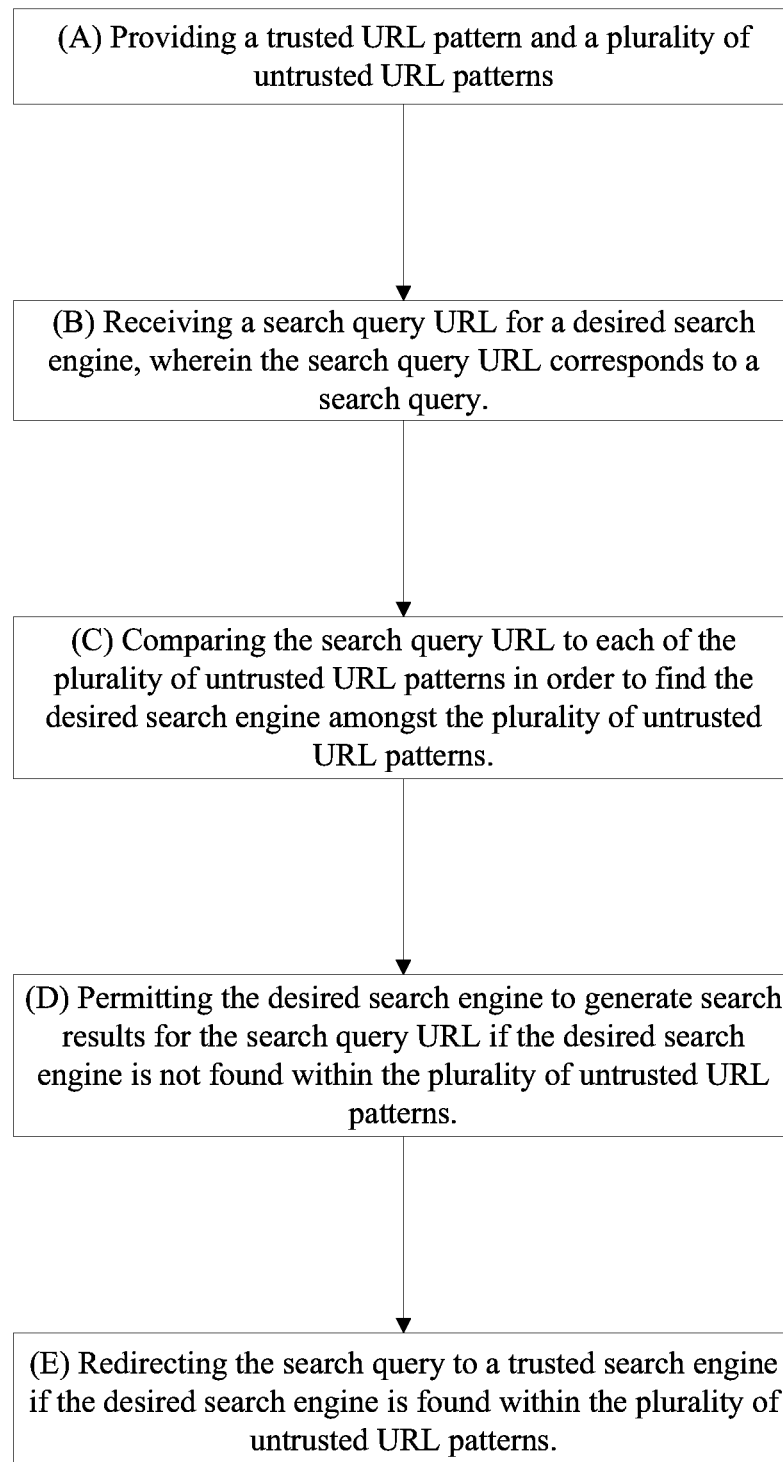 (A) Providing a trusted URL pattern and a plurality of
untrusted URL patterns
(B) Receiving a search query URL for a desired search
engine, wherein the search query URL corresponds to a
search query.
(C) Comparing the search query URL to each of the
plurality of untrusted URL patterns in order to find the
desired search engine amongst the plurality of untrusted
URL patterns.
(D) Permitting the desired search engine to generate search
results for the search query URL if the desired search
engine is not found within the plurality of untrusted URL
patterns.
(E) Redirecting the search query to a trusted search engine
if the desired search engine is found within the plurality of
untrusted URL patterns.